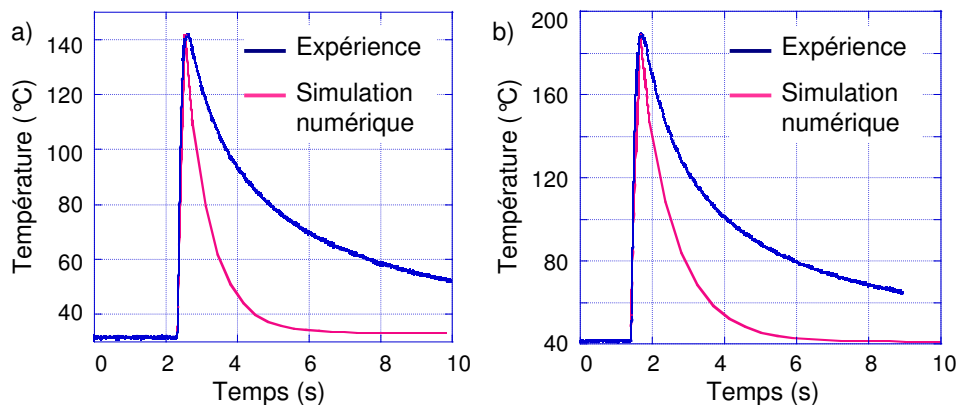 a)
Température (°C)
140
120
100
80
60
40
0 2 4 6 8 10
Temps (s)
Expérience
Simulation
numérique
b)
Température (°C)
200
160
120
80
40
0 2 4 6 8 10
Temps (s)
Expérience
Simulation
numérique